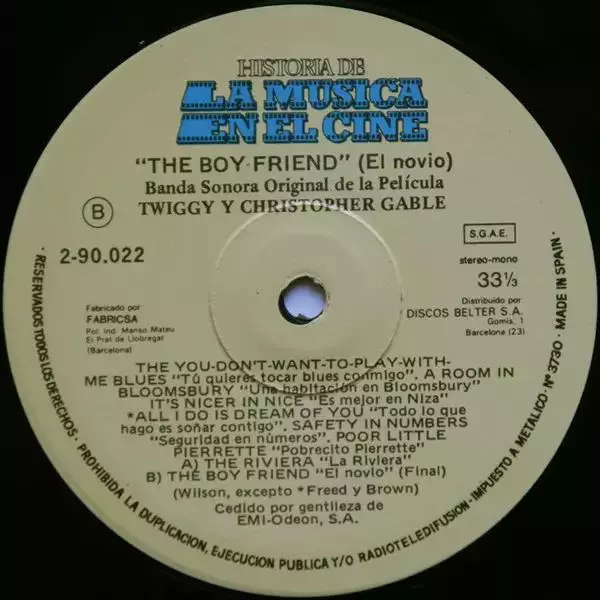 HISTORIA DE
LA MUSICA
EN EL CINE
"THE BOY-FRIEND" (El novio)
Banda Sonora Original de la Película
TWIGGY Y CHRISTOPHER GABLE
B
S.G.A.E.
2-90.022
stereo-mono
33⅓
Fabricado por
FABRICSA
Pol. Ind. Manso Mateu
El Prat de Llobregat
(Barcelona)
Distribuido por
DISCOS BELTER S.A.
Gomis, 1
Barcelona (23)
THE YOU-DON'T-WANT-TO-PLAY-WITH-
ME BLUES "Tú quieres tocar blues conmigo". A ROOM IN
BLOOMSBURY "Una habitación en Bloomsbury"
IT'S NICER IN NICE "Es mejor en Niza"
*ALL I DO IS DREAM OF YOU "Todo lo que
hago es soñar contigo". SAFETY IN NUMBERS
"Seguridad en números". POOR LITTLE
PIERRETTE "Pobrecito Pierrette"
A) THE RIVIERA "La Riviera"
B) THE BOY FRIEND "El novio" (Final)
(Wilson, excepto *Freed y Brown)
Cedido por gentileza de
EMI-Odeon, S.A.
· RESERVADOS TODOS LOS DERECHOS · PROHIBIDA LA DUPLICACION, EJECUCION PUBLICA Y/O RADIOTELEDIFUSION · IMPUESTO A METALICO: Nº 3730 · MADE IN SPAIN ·